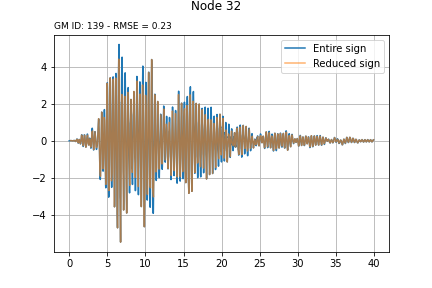 Node 32
GM ID: 139 - RMSE = 0.23
Entire sign
Reduced sign
4
2
0
−2
−4
0 5 10 15 20 25 30 35 40